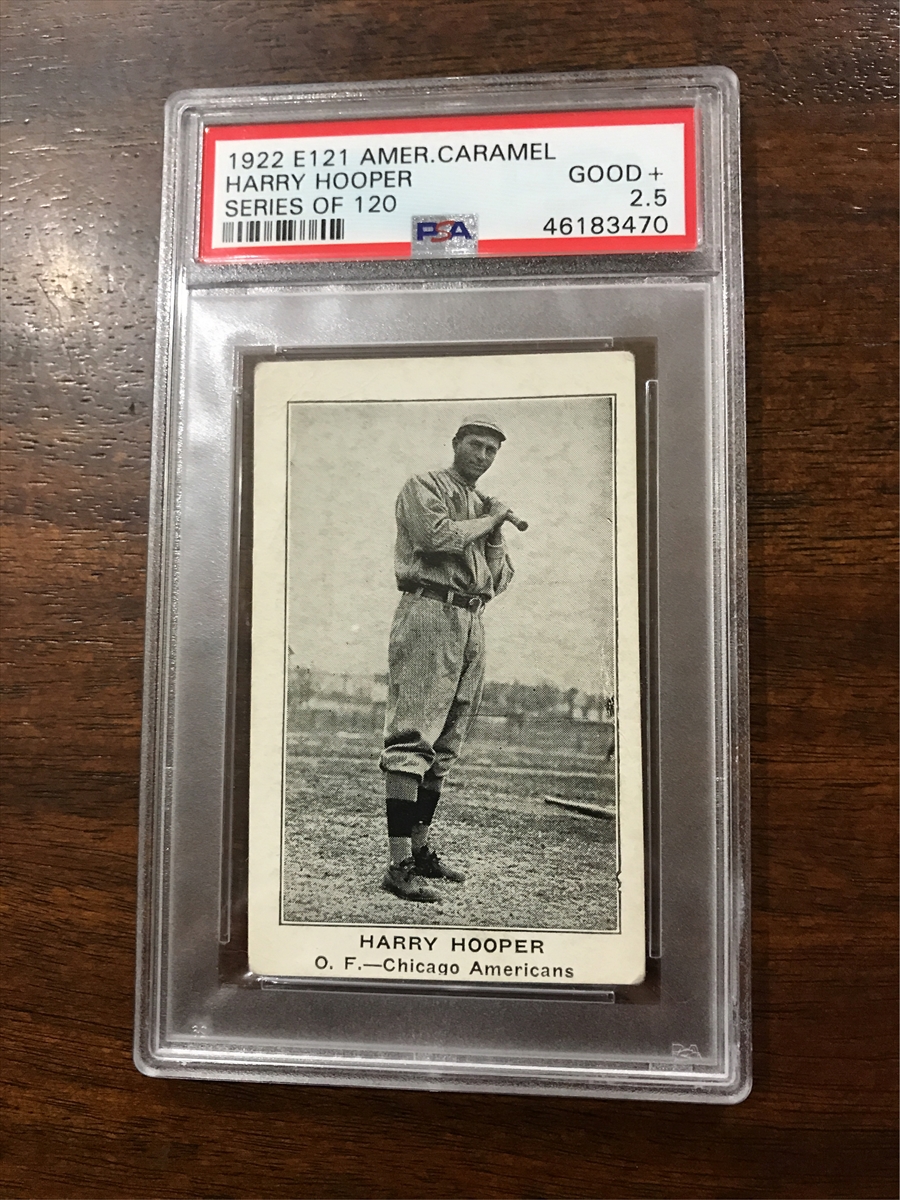 1922 E121 AMER.CARAMEL
HARRY HOOPER
GOOD +
SERIES OF 120
2.5
PSA
46183470
HARRY HOOPER
O. F.—Chicago Americans